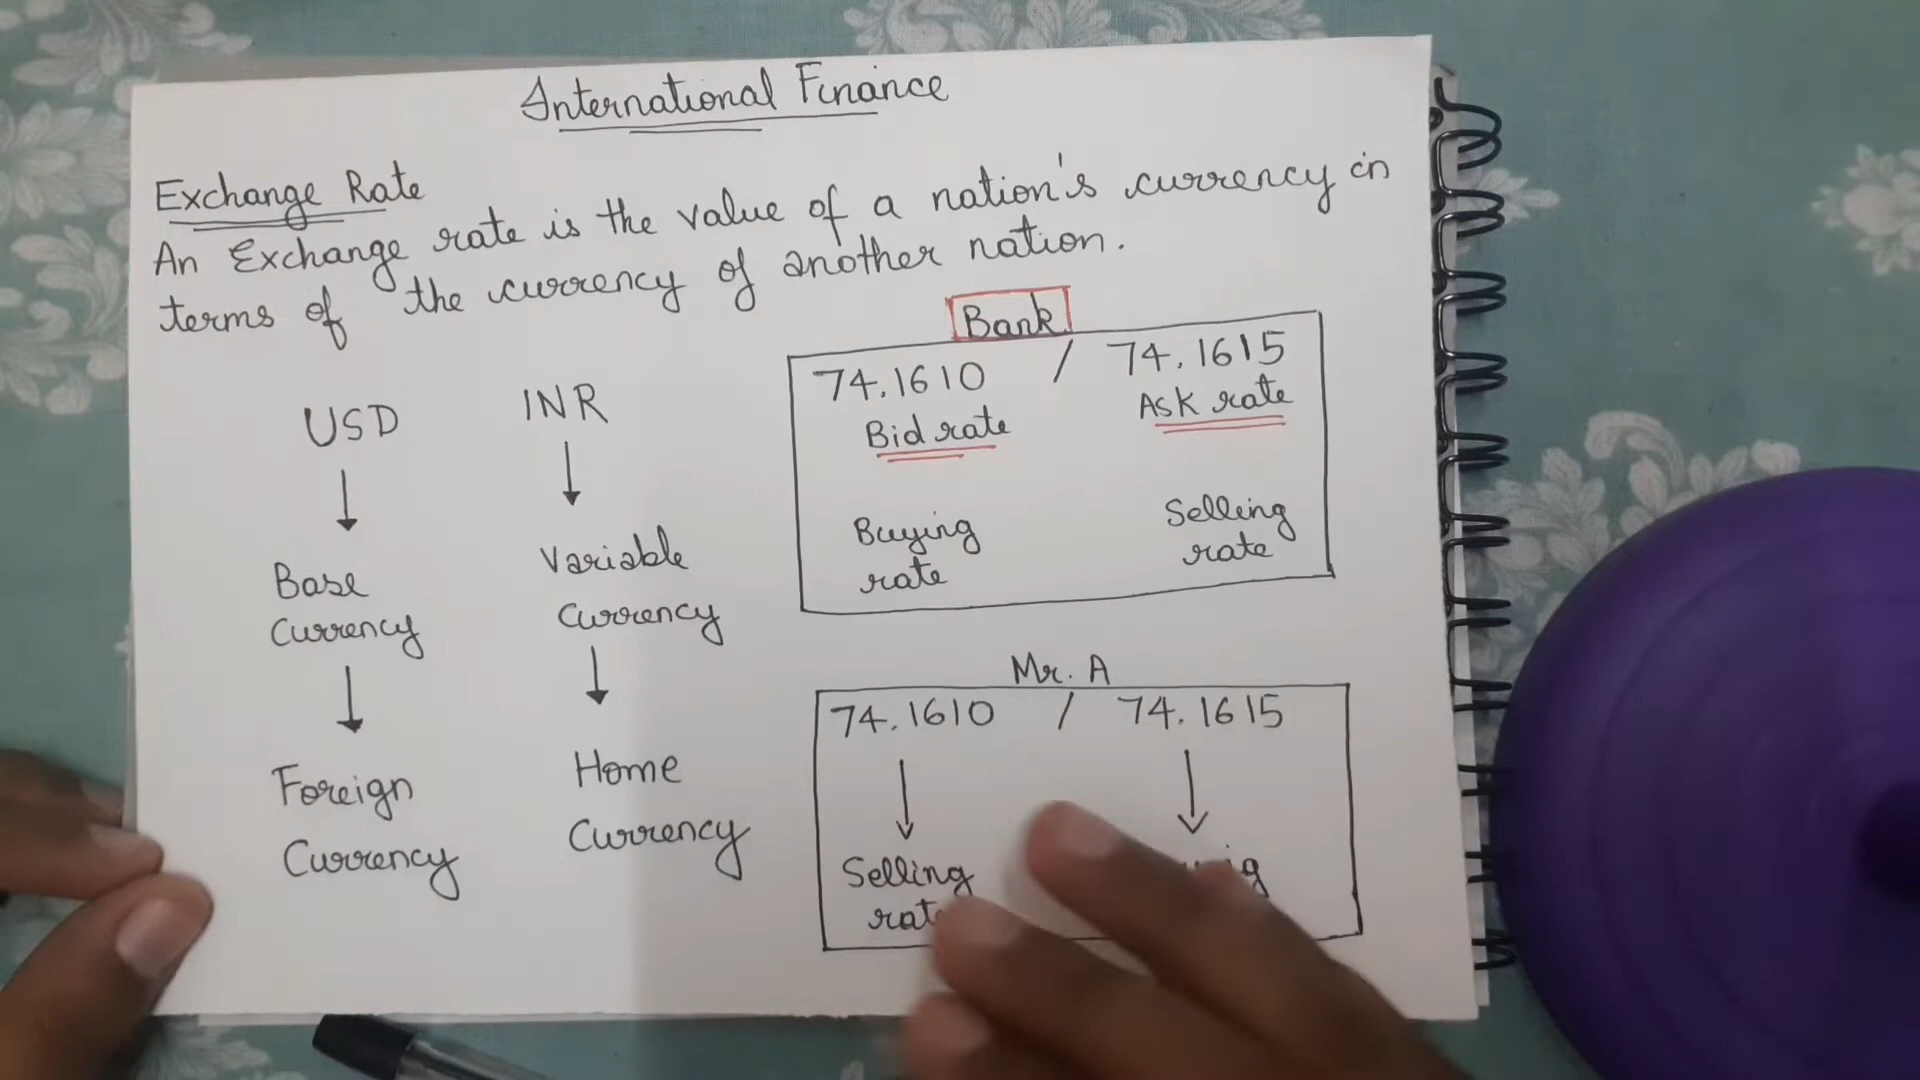 International Finance
Exchange Rate
An Exchange rate is the value of a nation's currency in
terms of the currency of another nation.
USD
INR
Base
Currency
Variable
Currency
Foreign
Currency
Home
Currency
Bank
74.1610 / 74.1615
Bid rate
Ask rate
Buying
rate
Selling
rate
Mr. A
74.1610 / 74.1615
Selling